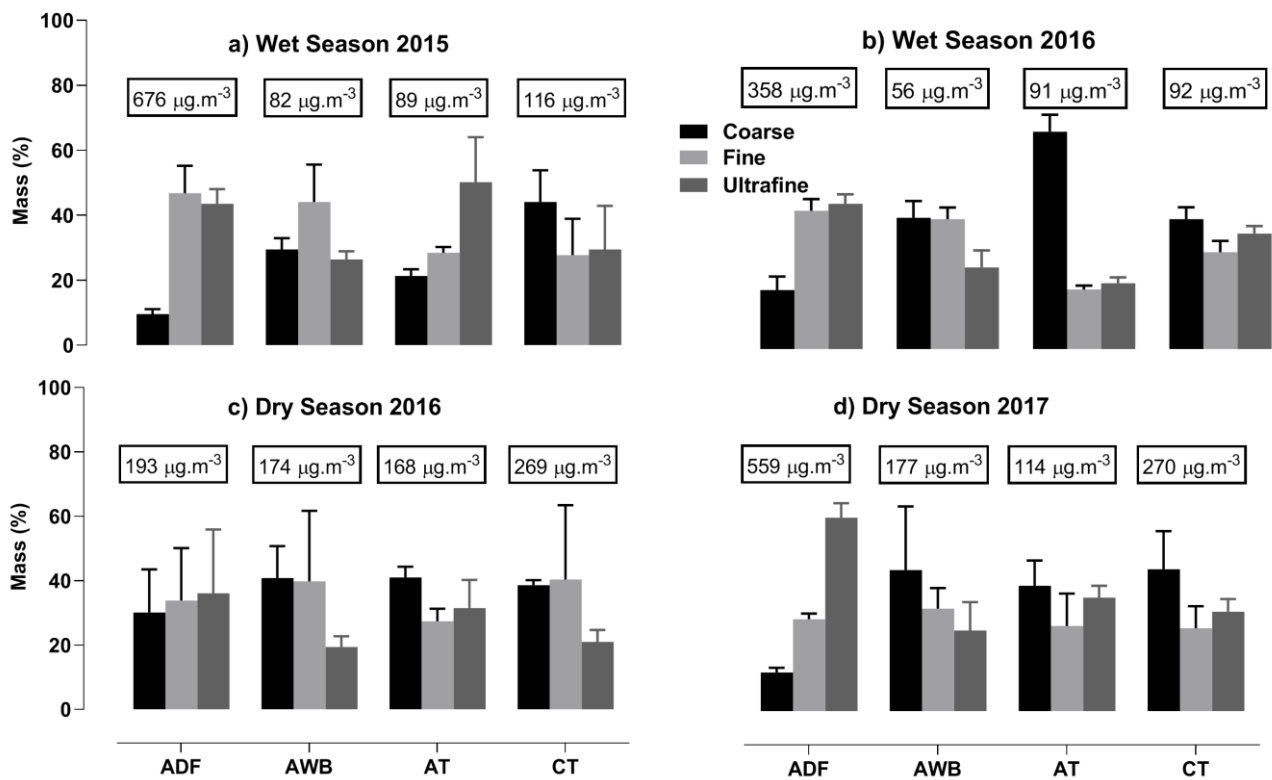 a) Wet Season 2015
b) Wet Season 2016
676 µg.m-3
82 µg.m-3
89 µg.m-3
116 µg.m-3
358 µg.m-3
56 µg.m-3
91 µg.m-3
92 µg.m-3
Coarse
Fine
Ultrafine
Mass (%)
100
80
60
40
20
0
c) Dry Season 2016
d) Dry Season 2017
193 µg.m-3
174 µg.m-3
168 µg.m-3
269 µg.m-3
559 µg.m-3
177 µg.m-3
114 µg.m-3
270 µg.m-3
Mass (%)
100
80
60
40
20
0
ADF
AWB
AT
CT
ADF
AWB
AT
CT